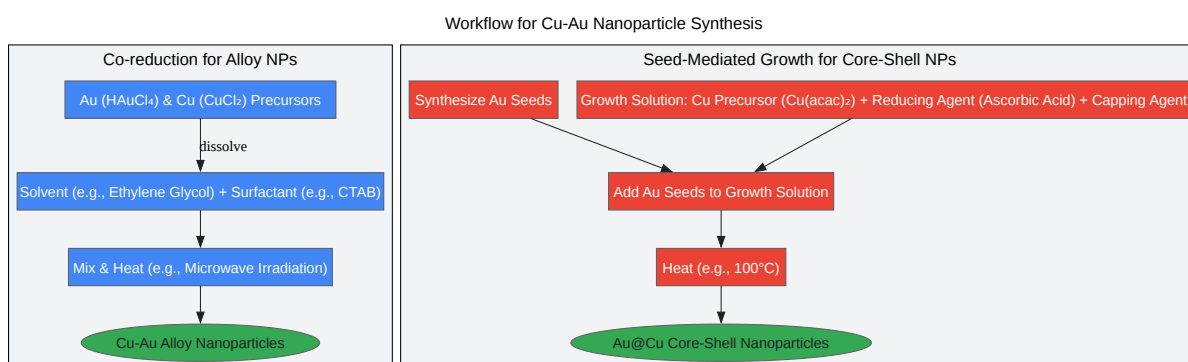 Workflow for Cu-Au Nanoparticle Synthesis
Co-reduction for Alloy NPs
Au (HAuCl₄) & Cu (CuCl₂) Precursors
dissolve
Solvent (e.g., Ethylene Glycol) + Surfactant (e.g., CTAB)
Mix & Heat (e.g., Microwave Irradiation)
Cu-Au Alloy Nanoparticles
Seed-Mediated Growth for Core-Shell NPs
Synthesize Au Seeds
Growth Solution: Cu Precursor (Cu(acac)₂) + Reducing Agent (Ascorbic Acid) + Capping Agent
Add Au Seeds to Growth Solution
Heat (e.g., 100°C)
Au@Cu Core-Shell Nanoparticles